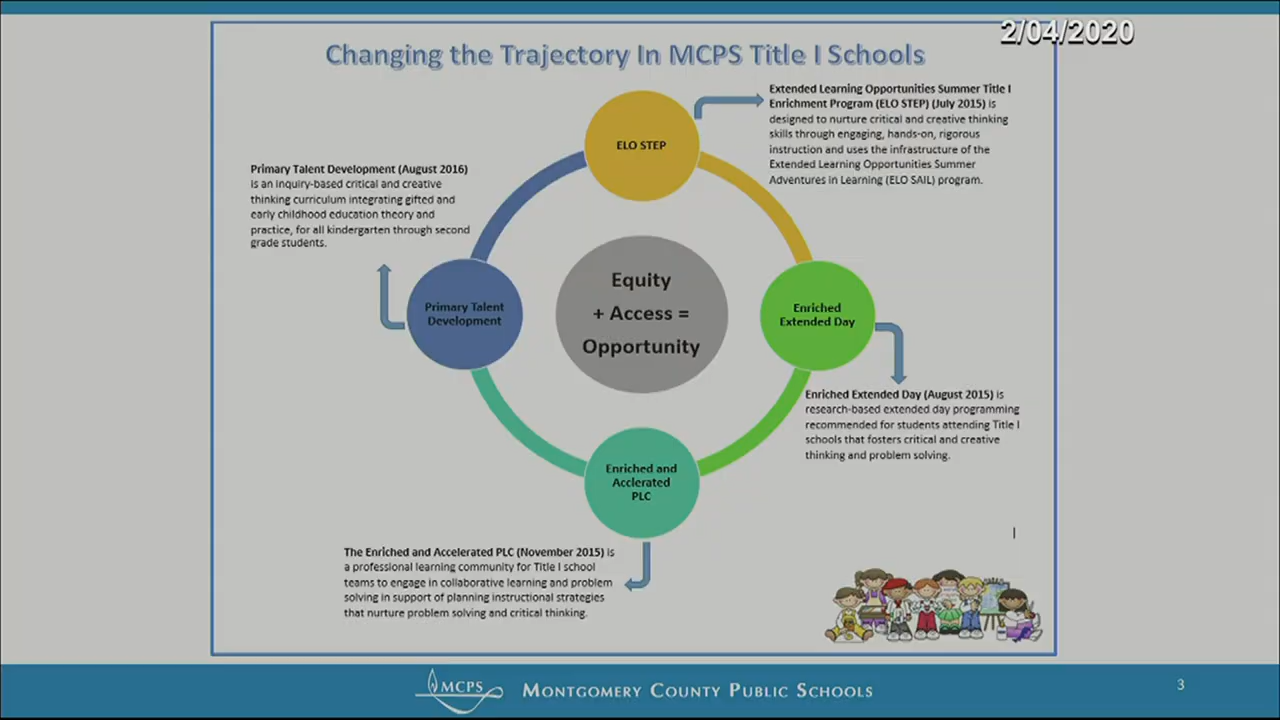 2/04/2020
Changing the Trajectory In MCPS Title I Schools
Extended Learning Opportunities Summer Title I
Enrichment Program (ELO STEP) (July 2015) is
designed to nurture critical and creative thinking
skills through engaging, hands-on, rigorous
instruction and uses the infrastructure of the
Extended Learning Opportunities Summer
Adventures in Learning (ELO SAIL) program.
ELO STEP
Primary Talent Development (August 2016)
is an inquiry-based critical and creative
thinking curriculum integrating gifted and
early childhood education theory and
practice, for all kindergarten through second
grade students.
Primary Talent
Development
Equity
+ Access =
Opportunity
Enriched
Extended Day
Enriched Extended Day (August 2015) is
research-based extended day programming
recommended for students attending Title I
schools that fosters critical and creative
thinking and problem solving.
Enriched and
Acclerated
PLC
The Enriched and Accelerated PLC (November 2015) is
a professional learning community for Title I school
teams to engage in collaborative learning and problem
solving in support of planning instructional strategies
that nurture problem solving and critical thinking.
MCPS
MONTGOMERY COUNTY PUBLIC SCHOOLS
3